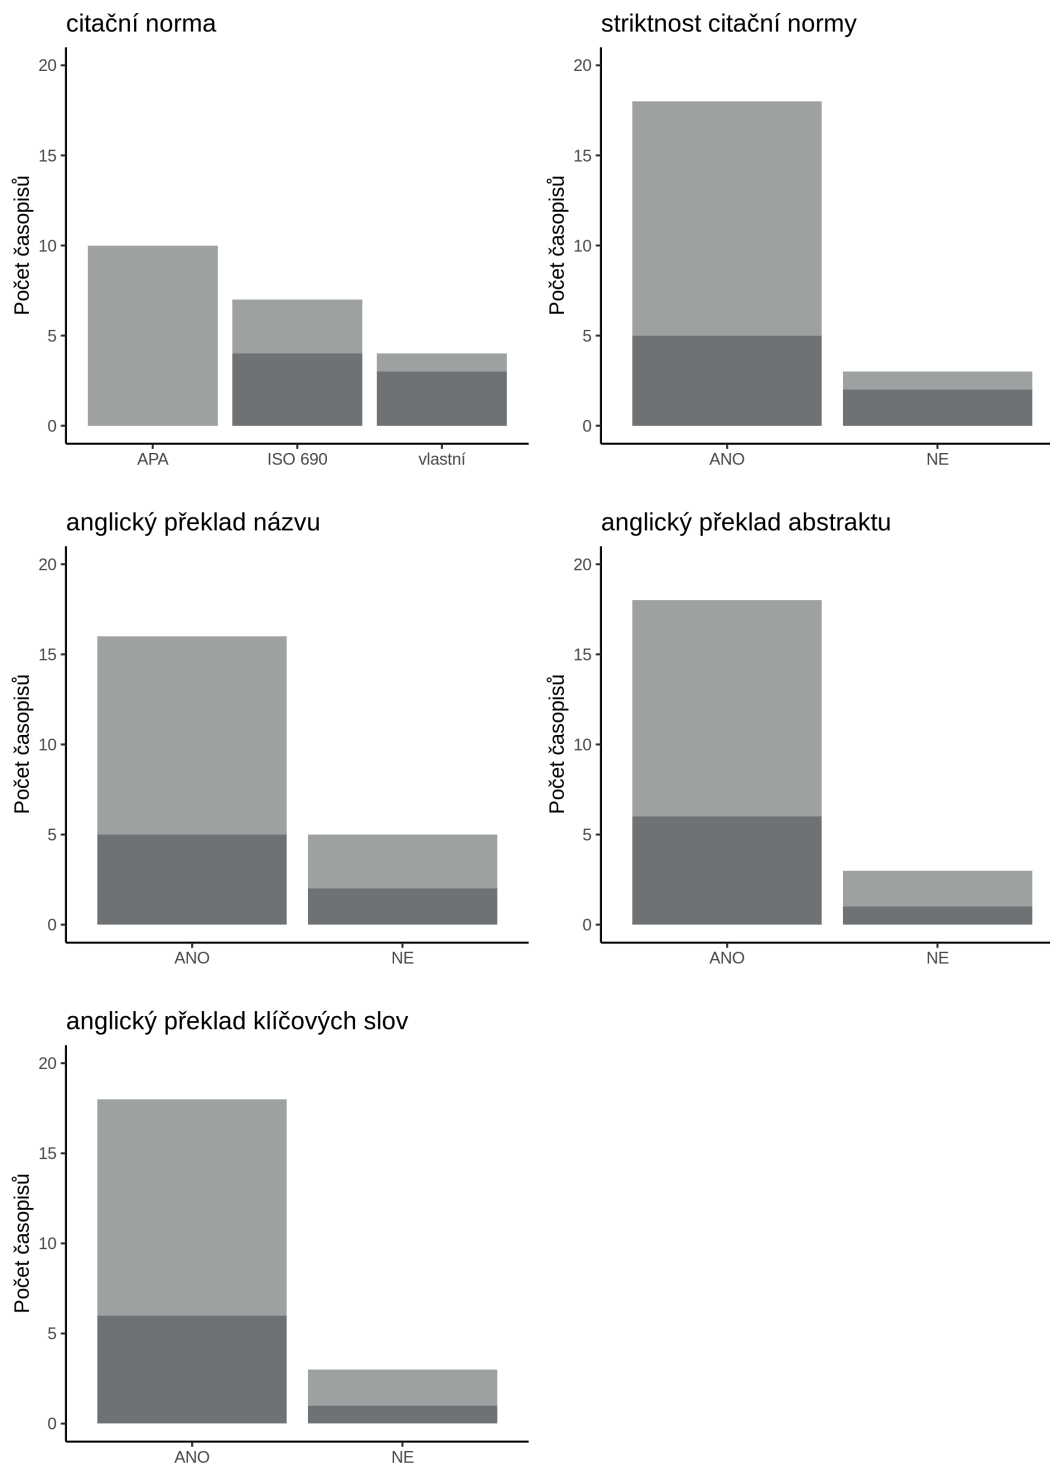 citační norma
20
15
10
5
0
Počet časopisů
APA ISO 690 vlastní
striktnost citační normy
20
15
10
5
0
Počet časopisů
ANO NE
anglický překlad názvu
20
15
10
5
0
Počet časopisů
ANO NE
anglický překlad abstraktu
20
15
10
5
0
Počet časopisů
ANO NE
anglický překlad klíčových slov
20
15
10
5
0
Počet časopisů
ANO NE